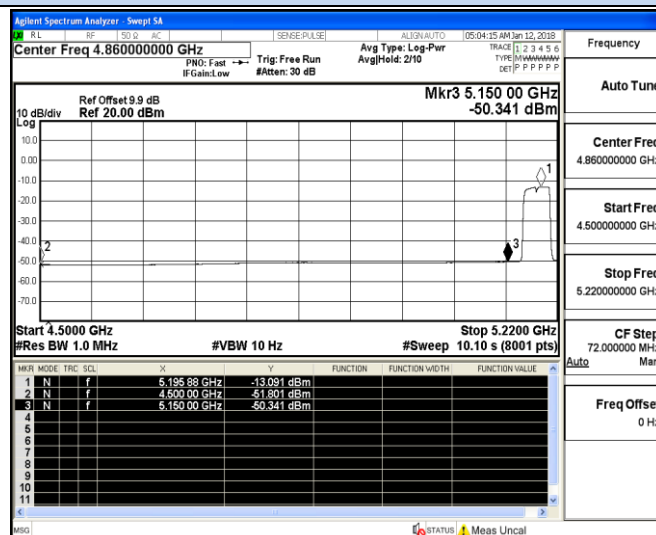 Agilent Spectrum Analyzer - Swept SA
RL RF 50 Ω AC SENSE:PULSE ALIGN AUTO 05:04:15 AM Jan 12, 2018
Center Freq 4.860000000 GHz
PNO: Fast
IFGain:Low
Trig: Free Run
#Atten: 30 dB
Avg Type: Log-Pwr
Avg|Hold: 2/10
TRACE 1 2 3 4 5 6
TYPE M
DET P P P P P P
Frequency
Auto Tune
Center Freq
4.860000000 GHz
Start Freq
4.500000000 GHz
Stop Freq
5.220000000 GHz
CF Step
72.000000 MHz
Auto Man
Freq Offset
0 Hz
Mkr3 5.150 00 GHz
-50.341 dBm
Ref Offset 9.9 dB
10 dB/div Ref 20.00 dBm
Log
10.0
0.00
-10.0
-20.0
-30.0
-40.0
-50.0
-60.0
-70.0
1
2
3
Start 4.5000 GHz Stop 5.2200 GHz
#Res BW 1.0 MHz #VBW 10 Hz #Sweep 10.10 s (8001 pts)
MKR MODE TRC SCL X Y FUNCTION FUNCTION WIDTH FUNCTION VALUE
1 N f 5.195 88 GHz -13.091 dBm
2 N f 4.500 00 GHz -51.801 dBm
3 N f 5.150 00 GHz -50.341 dBm
4
5
6
7
8
9
10
11
MSG STATUS Meas Uncal